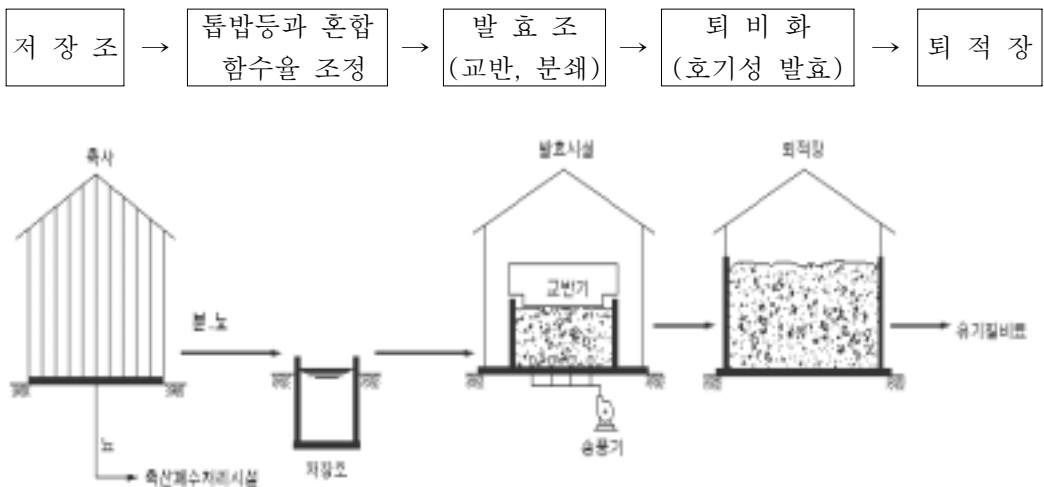 저 장 조 → 톱밥등과 혼합 함수율 조정 → 발 효 조 (교반, 분쇄) → 퇴 비 화 (호기성 발효) → 퇴 적 장
축사
발효시설
퇴적장
교반기
분.뇨
유기질비료
송풍기
뇨
저장조
축산폐수처리시설